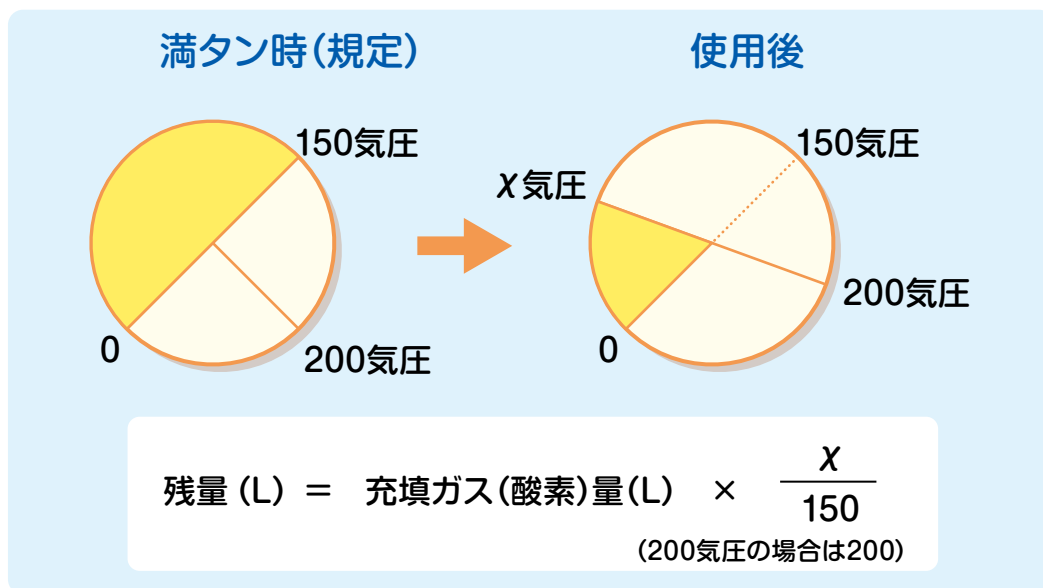 満タン時(規定)
150気圧
0
200気圧
使用後
150気圧
χ気圧
200気圧
0
残量 (L) = 充填ガス(酸素)量(L) × χ/150
(200気圧の場合は200)